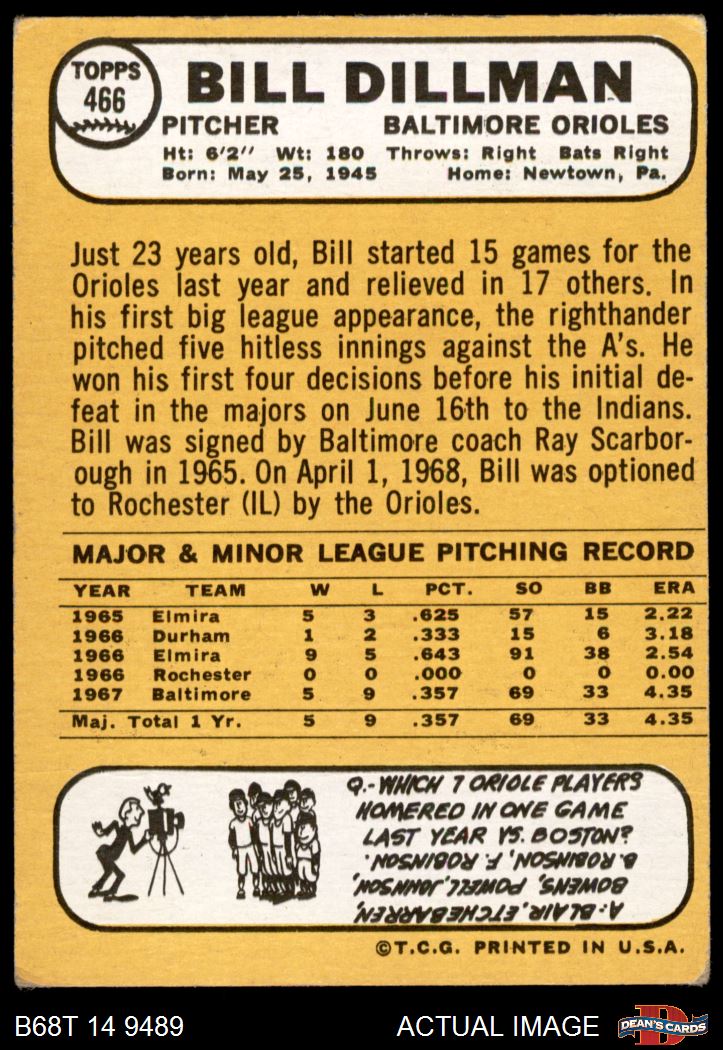 TOPPS
466
BILL DILLMAN
PITCHER BALTIMORE ORIOLES
Ht: 6'2" Wt: 180 Throws: Right Bats Right
Born: May 25, 1945 Home: Newtown, Pa.
Just 23 years old, Bill started 15 games for the
Orioles last year and relieved in 17 others. In
his first big league appearance, the righthander
pitched five hitless innings against the A's. He
won his first four decisions before his initial de-
feat in the majors on June 16th to the Indians.
Bill was signed by Baltimore coach Ray Scarbor-
ough in 1965. On April 1, 1968, Bill was optioned
to Rochester (IL) by the Orioles.
MAJOR & MINOR LEAGUE PITCHING RECORD
YEAR TEAM W L PCT. SO BB ERA
1965 Elmira 5 3 .625 57 15 2.22
1966 Durham 1 2 .333 15 6 3.18
1966 Elmira 9 5 .643 91 38 2.54
1966 Rochester 0 0 .000 0 0 0.00
1967 Baltimore 5 9 .357 69 33 4.35
Maj. Total 1 Yr. 5 9 .357 69 33 4.35
Q.- WHICH 7 ORIOLE PLAYERS
HOMERED IN ONE GAME
LAST YEAR VS. BOSTON?
A: BLAIR, ETCHEBARREN,
BOWENS, POWELL, JOHNSON,
B. ROBINSON, F. ROBINSON.
©T.C.G. PRINTED IN U.S.A.
B68T 14 9489 ACTUAL IMAGE
D
DEAN'S CARDS